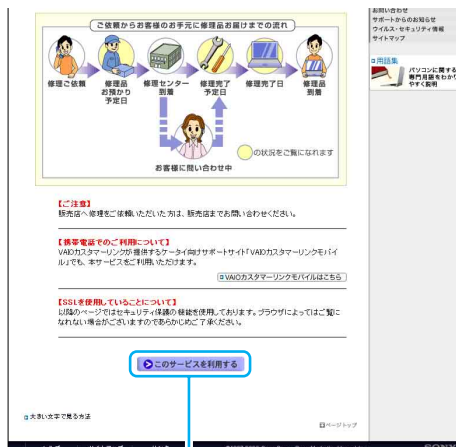 ご依頼からお客様のお手元に修理品お届けまでの流れ
修理ご依頼
修理品
お預かり
予定日
修理センター
到着
修理完了
予定日
修理完了日
修理品
到着
お客様に問い合わせ中
の状況をご覧になれます
【ご注意】
販売店へ修理をご依頼いただいた方は、販売店までお問い合わせください。
【携帯電話でのご利用について】
VAIOカスタマーリンクが提供するケータイ向けサポートサイト「VAIOカスタマーリンクモバイ
ル」でも、本サービスをご利用いただけます。
VAIOカスタマーリンクモバイルはこちら
【SSLを使用していることについて】
以降のページではセキュリティ保護の機能を使用しております。ブラウザによってはご覧に
なれない場合がございますのであらかじめご了承ください。
このサービスを利用する
大きい文字で見る方法
ページトップ
お問い合わせ
サポートからのお知らせ
ウイルス・セキュリティ情報
サイトマップ
用語集
パソコンに関する
専門用語をわかり
やすく説明